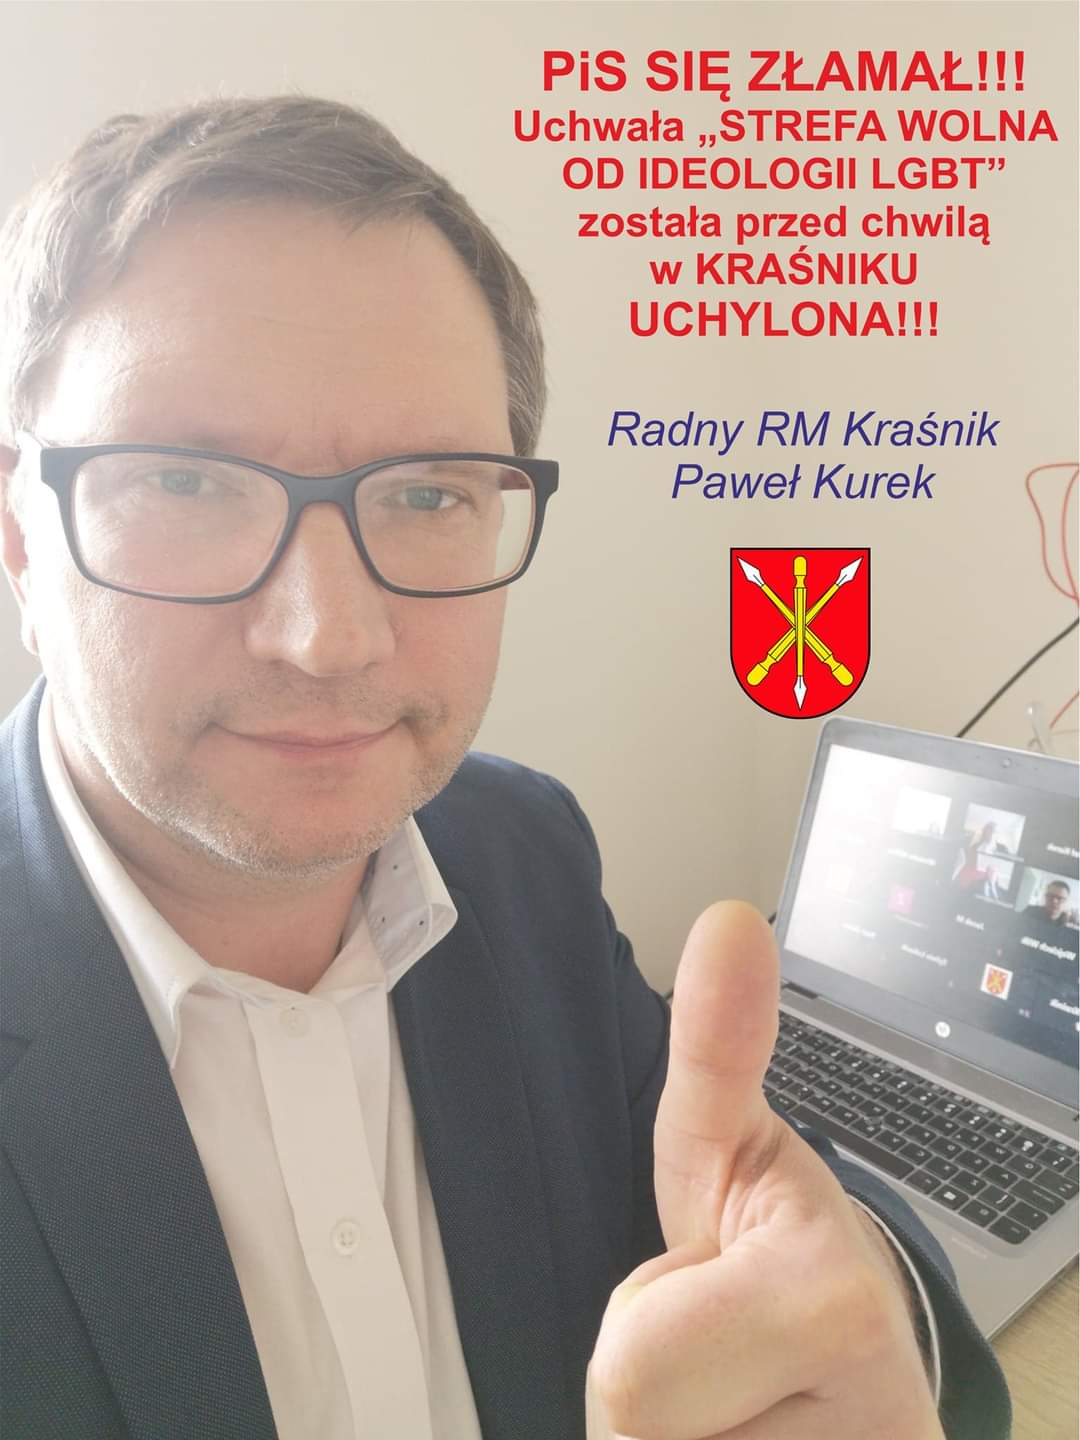 PiS SIĘ ZŁAMAŁ!!!
Uchwała „STREFA WOLNA
OD IDEOLOGII LGBT”
została przed chwilą
w KRAŚNIKU
UCHYLONA!!!
Radny RM Kraśnik
Paweł Kurek